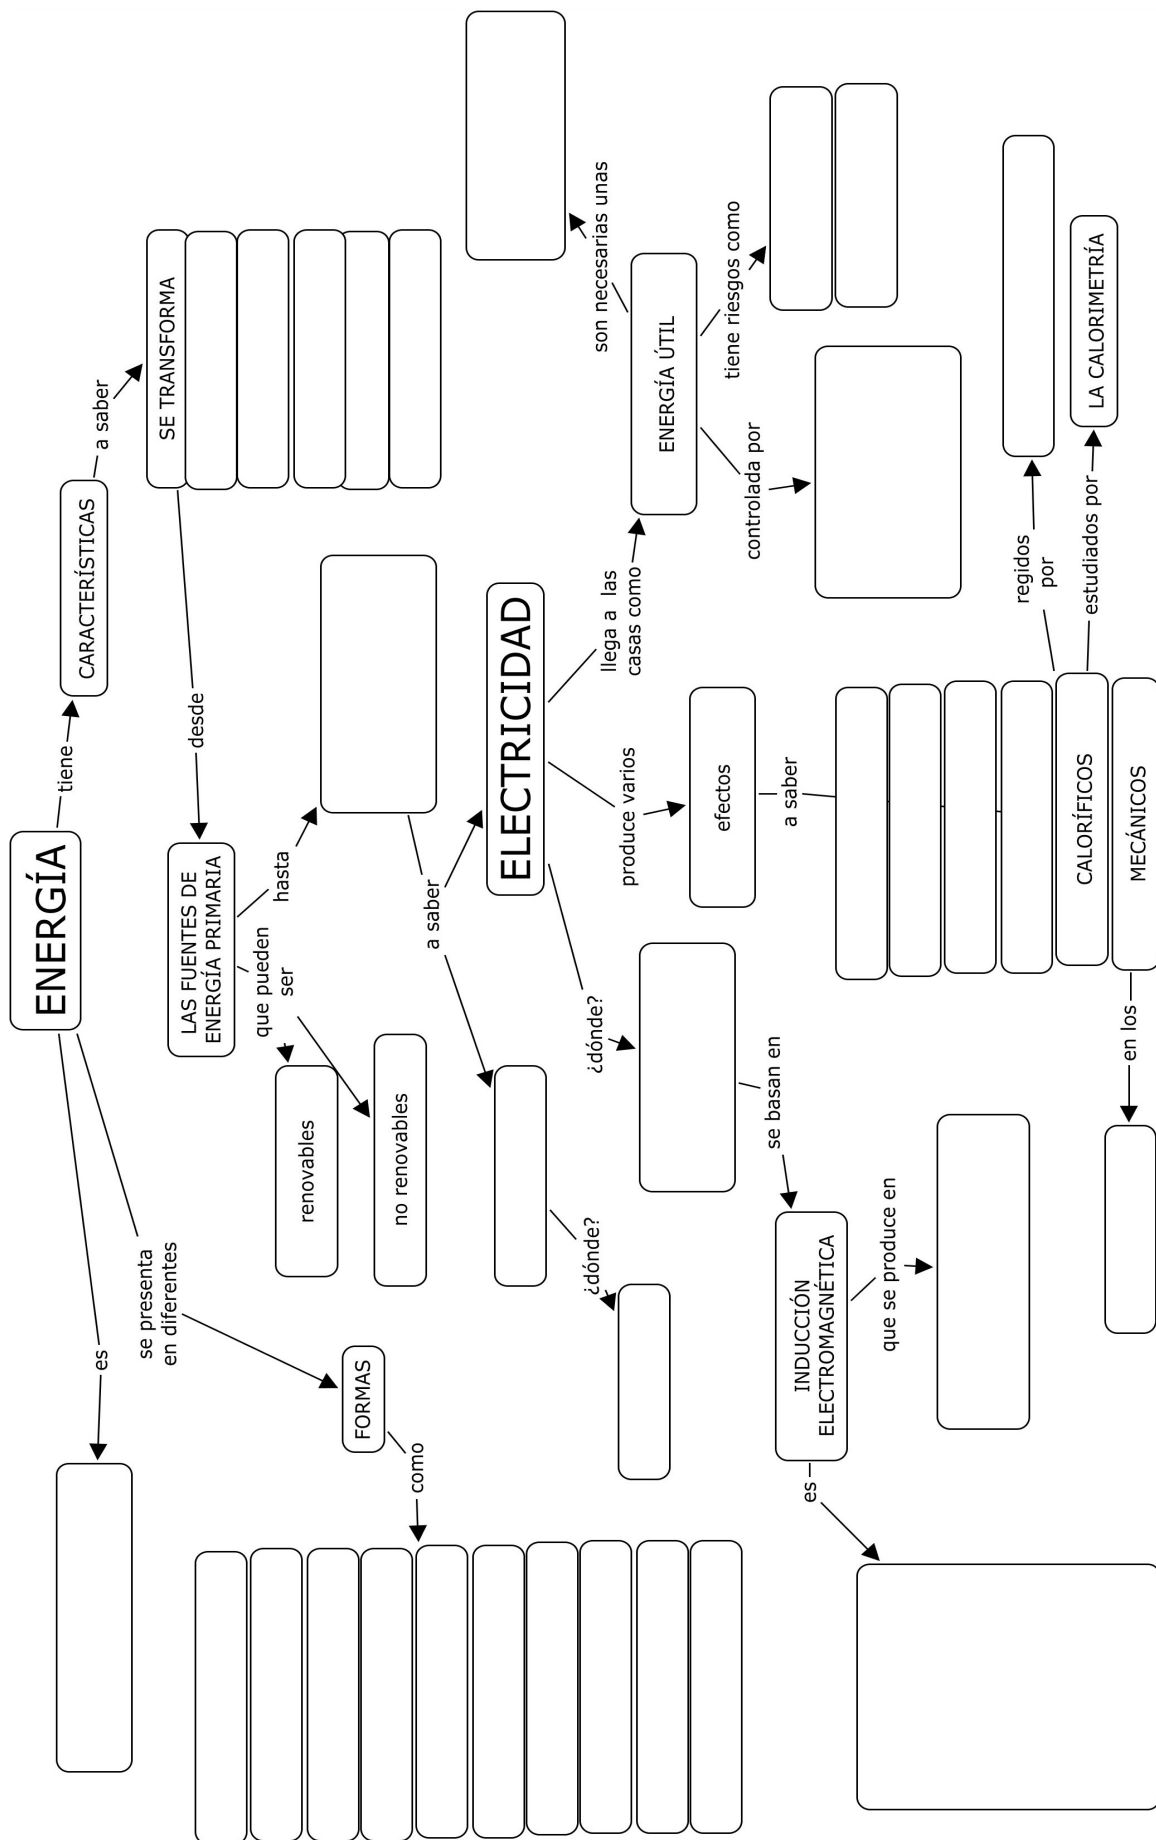 ENERGÍA
es
se presenta
en diferentes
tiene
CARACTERÍSTICAS
a saber
SE TRANSFORMA
desde
LAS FUENTES DE
ENERGÍA PRIMARIA
que pueden
ser
hasta
renovables
no renovables
FORMAS
como
a saber
ELECTRICIDAD
¿dónde?
¿dónde?
produce varios
llega a las
casas como
son necesarias unas
ENERGÍA ÚTIL
tiene riesgos como
controlada por
efectos
a saber
se basan en
INDUCCIÓN
ELECTROMAGNÉTICA
es
que se produce en
regidos
por
estudiados por
LA CALORIMETRÍA
CALORÍFICOS
MECÁNICOS
en los